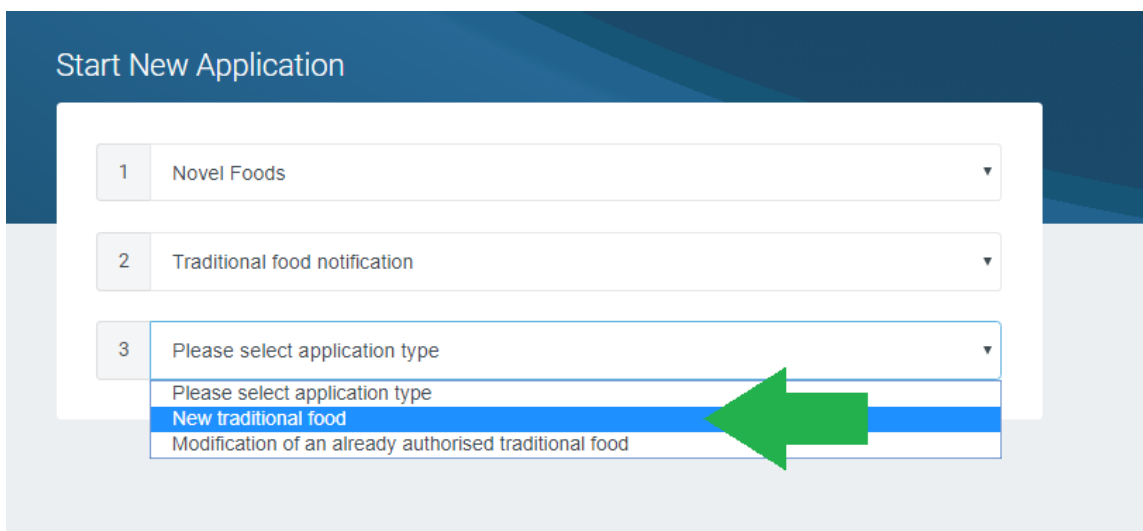 Start New Application
1 Novel Foods
2 Traditional food notification
3 Please select application type
Please select application type
New traditional food
Modification of an already authorised traditional food